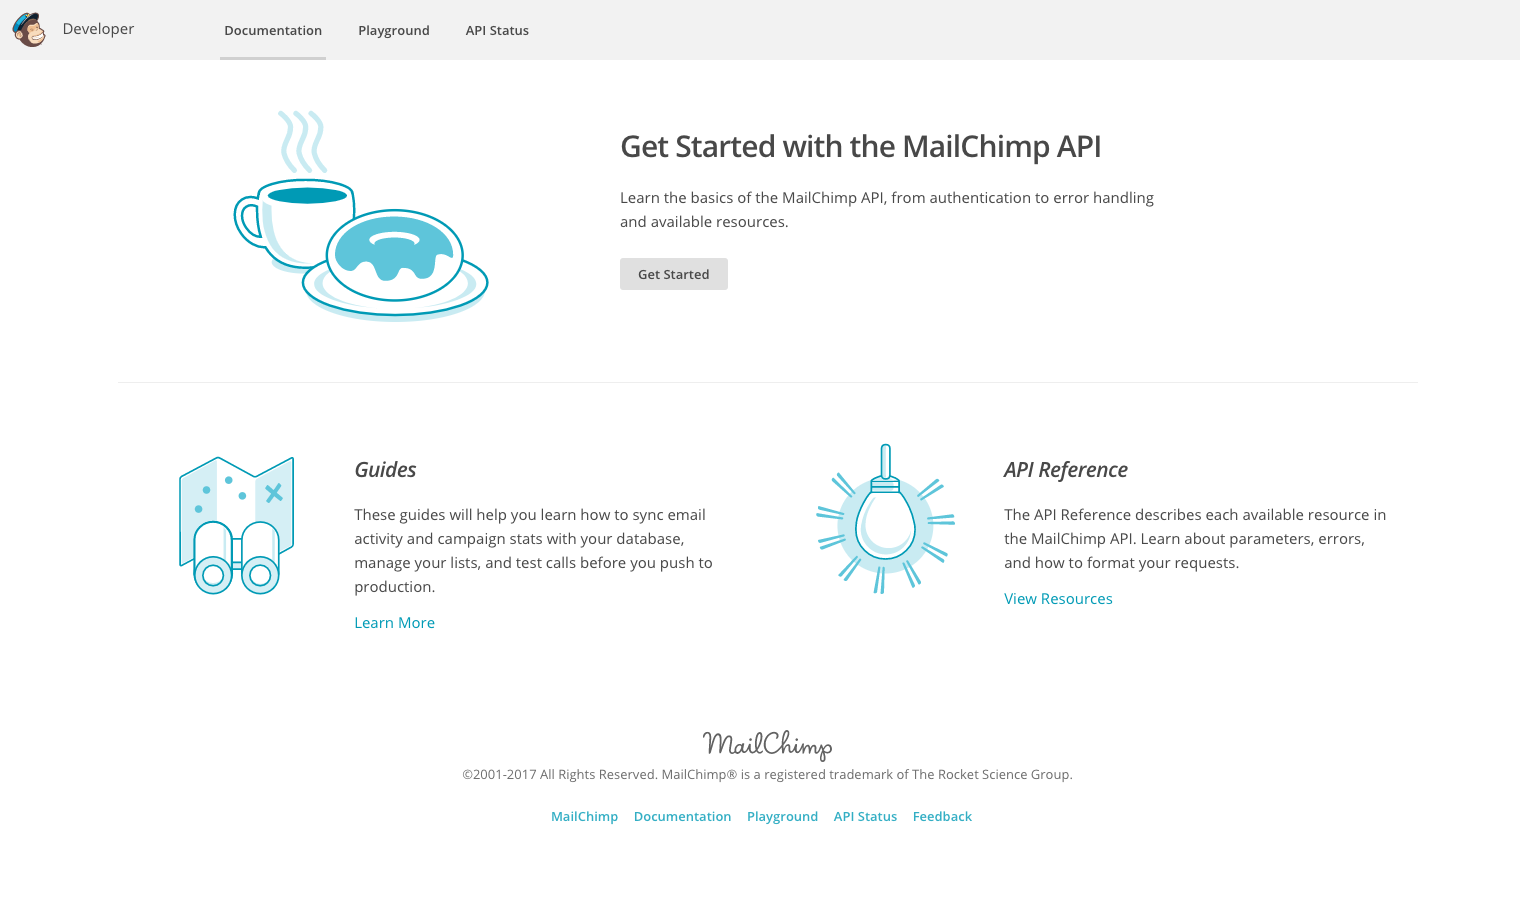 Developer
Documentation
Playground
API Status
Get Started with the MailChimp API
Learn the basics of the MailChimp API, from authentication to error handling
and available resources.
Get Started
Guides
These guides will help you learn how to sync email
activity and campaign stats with your database,
manage your lists, and test calls before you push to
production.
Learn More
API Reference
The API Reference describes each available resource in
the MailChimp API. Learn about parameters, errors,
and how to format your requests.
View Resources
MailChimp
©2001-2017 All Rights Reserved. MailChimp® is a registered trademark of The Rocket Science Group.
MailChimp Documentation Playground API Status Feedback